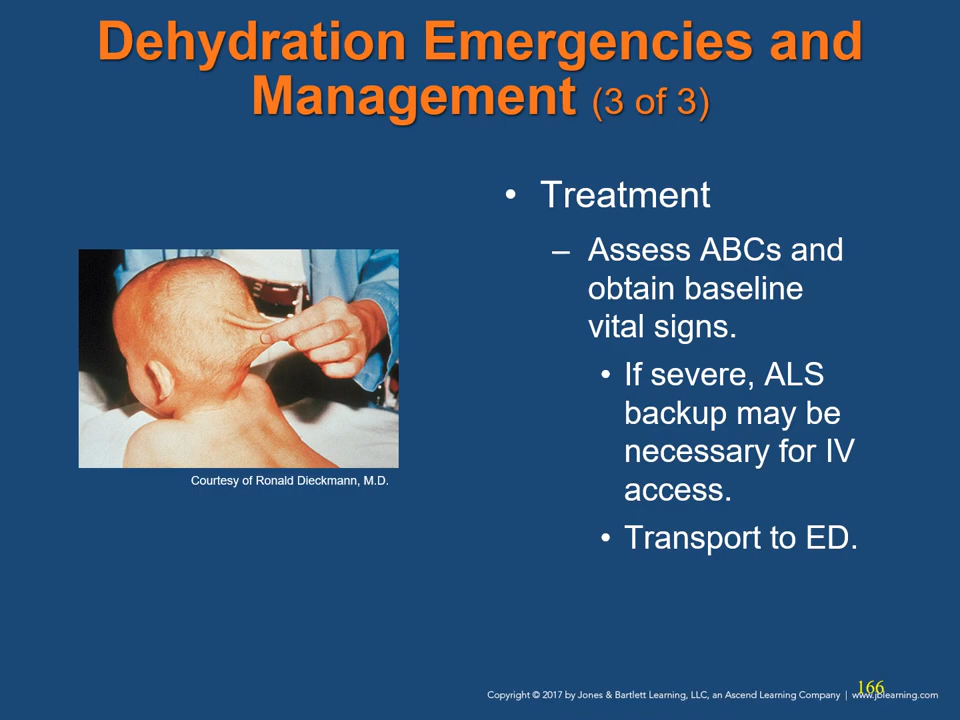 Dehydration Emergencies and
Management (3 of 3)
• Treatment
– Assess ABCs and
obtain baseline
vital signs.
• If severe, ALS
backup may be
necessary for IV
access.
• Transport to ED.
Courtesy of Ronald Dieckmann, M.D.
166
Copyright © 2017 by Jones & Bartlett Learning, LLC, an Ascend Learning Company | www.jblearning.com